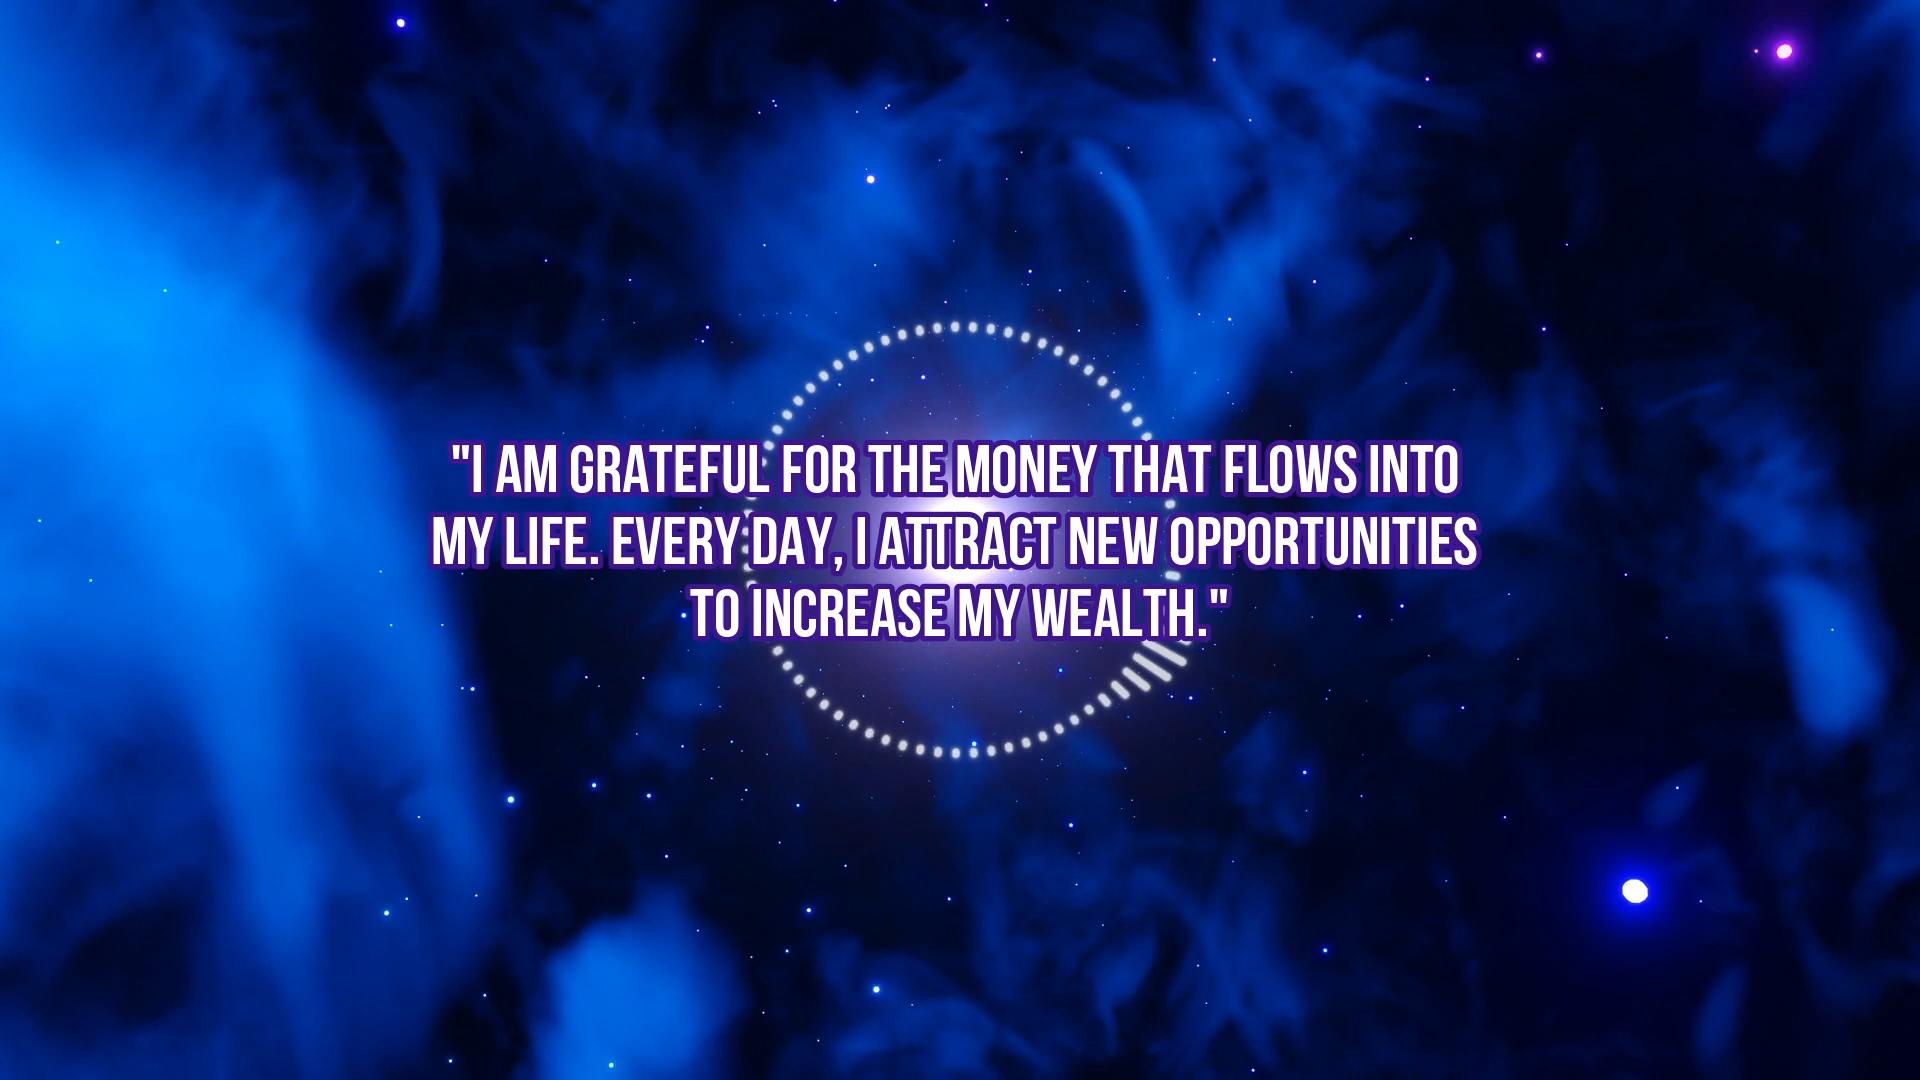 "I AM GRATEFUL FOR THE MONEY THAT FLOWS INTO
MY LIFE. EVERY DAY, I ATTRACT NEW OPPORTUNITIES
TO INCREASE MY WEALTH."